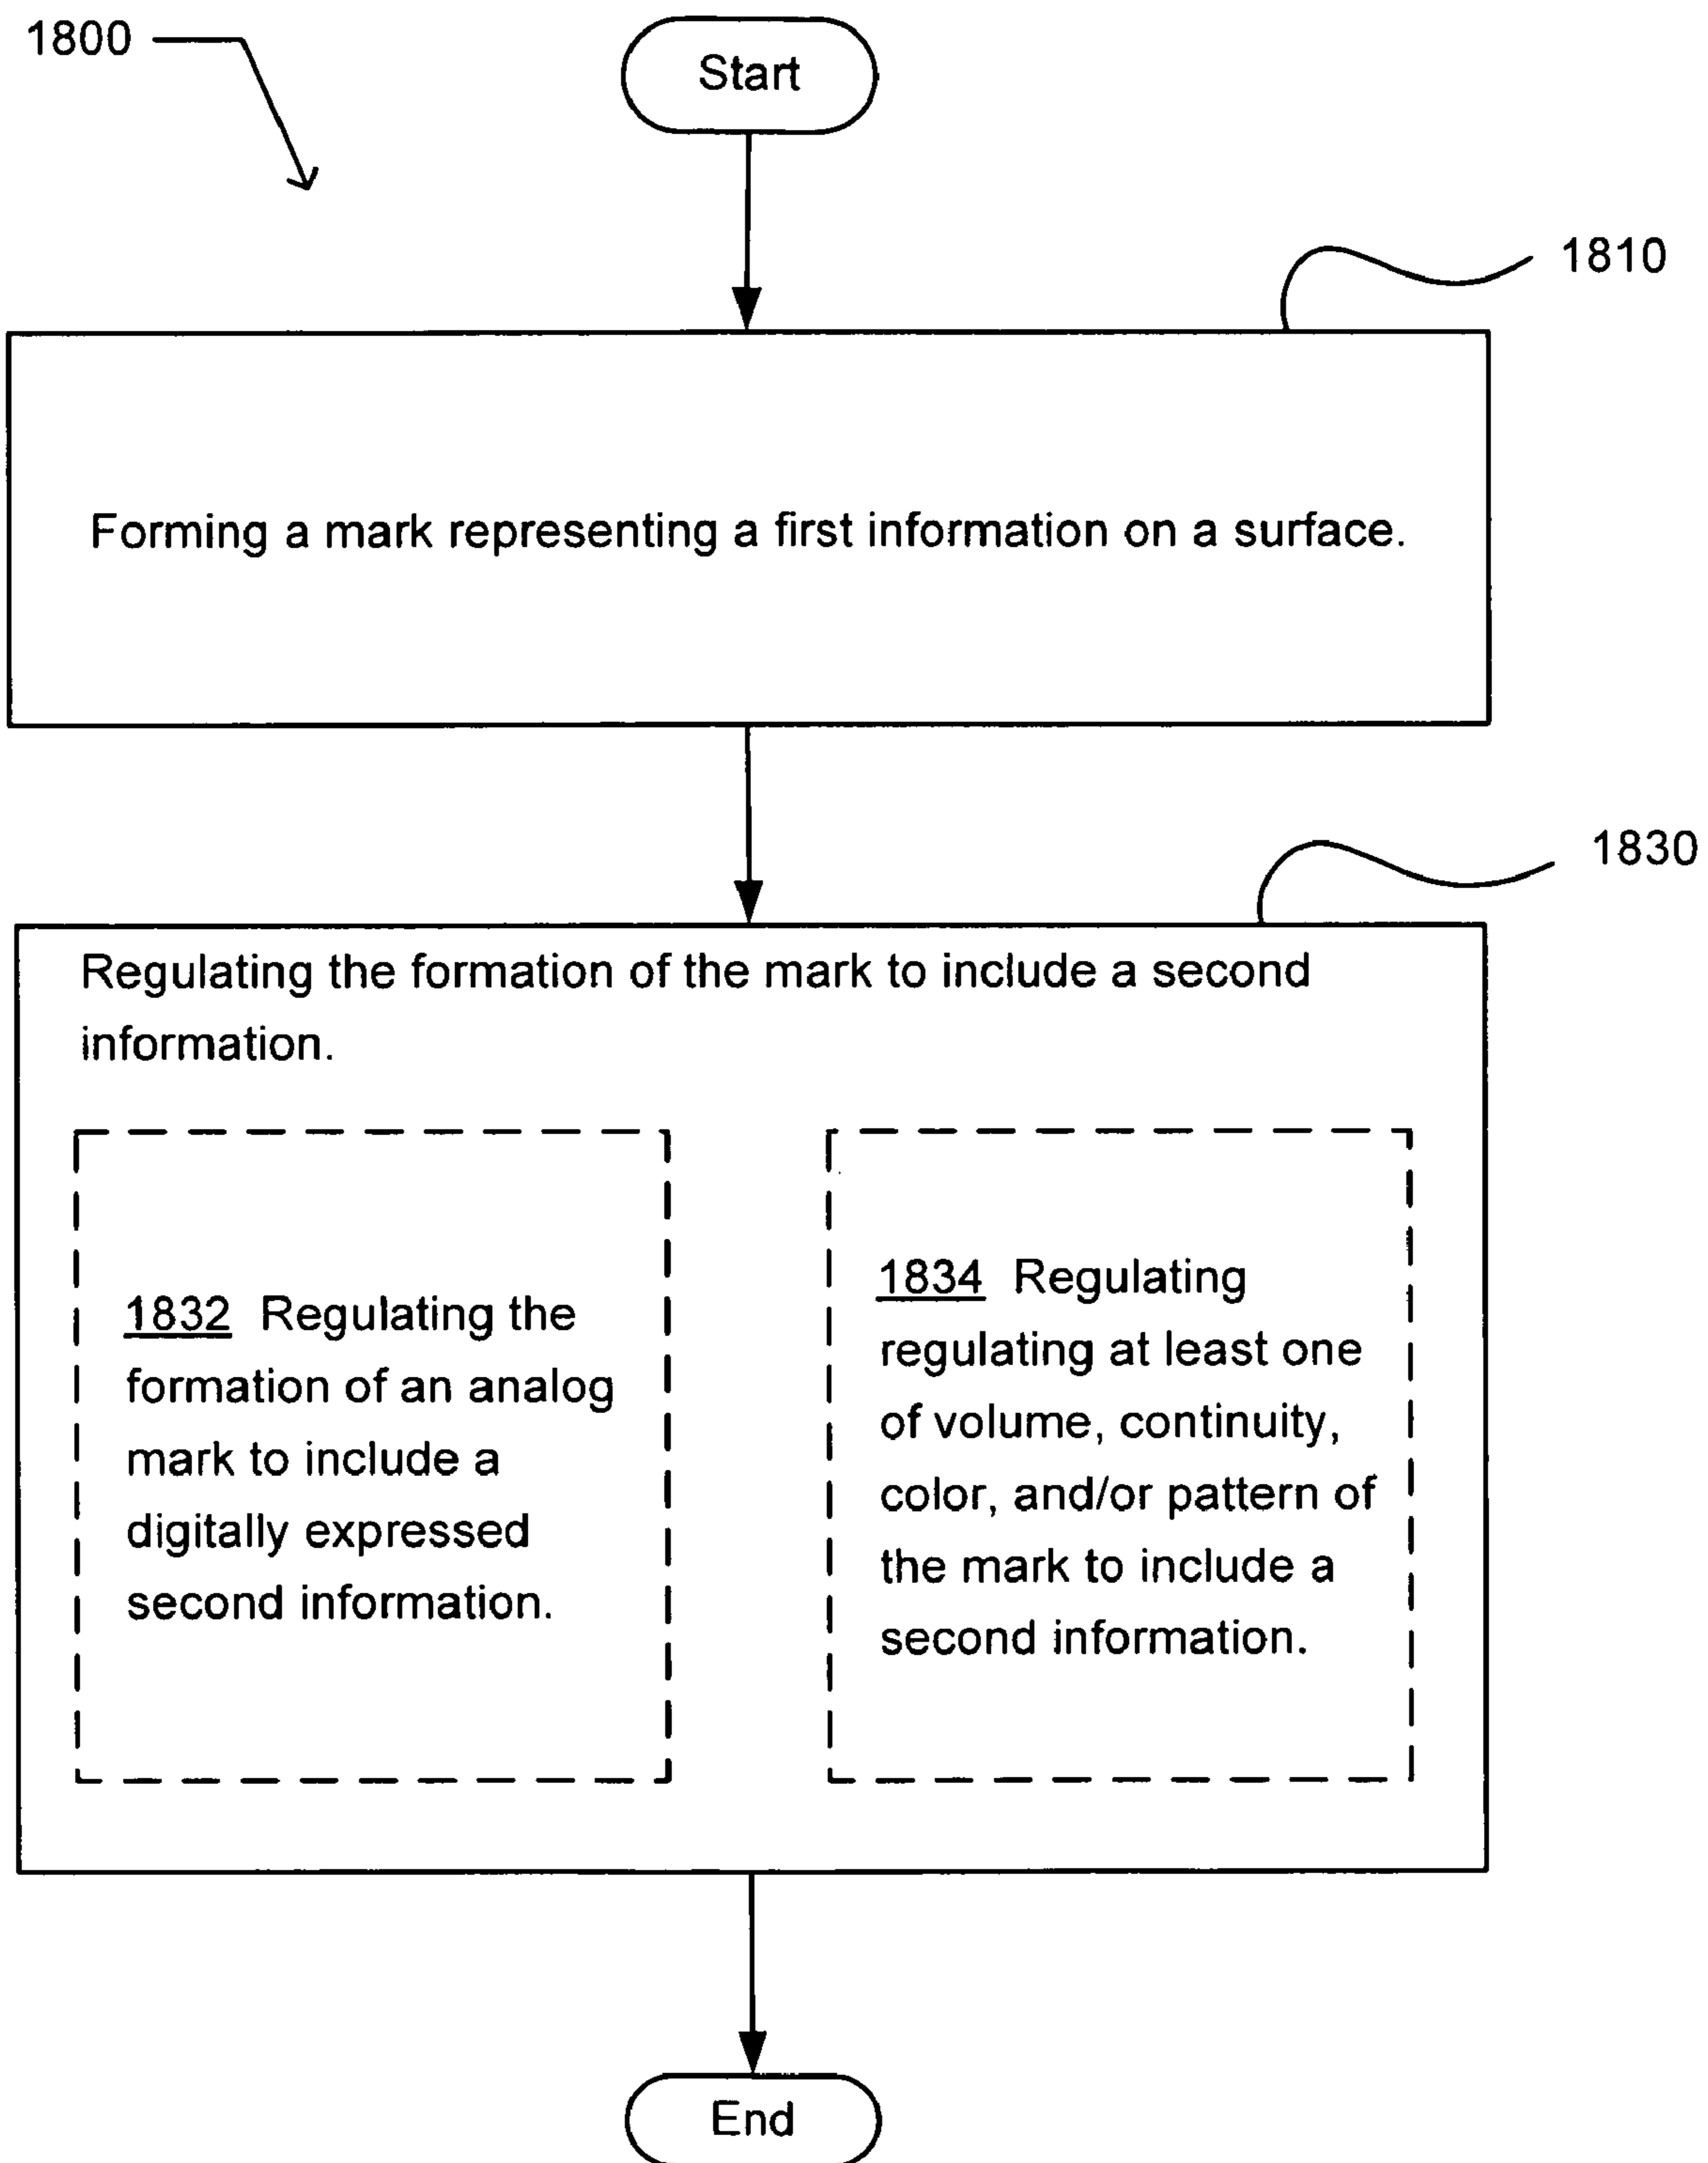 1800
Start
1810
Forming a mark representing a first information on a surface.
1830
Regulating the formation of the mark to include a second
information.
1832 Regulating the
formation of an analog
mark to include a
digitally expressed
second information.
1834 Regulating
regulating at least one
of volume, continuity,
color, and/or pattern of
the mark to include a
second information.
End